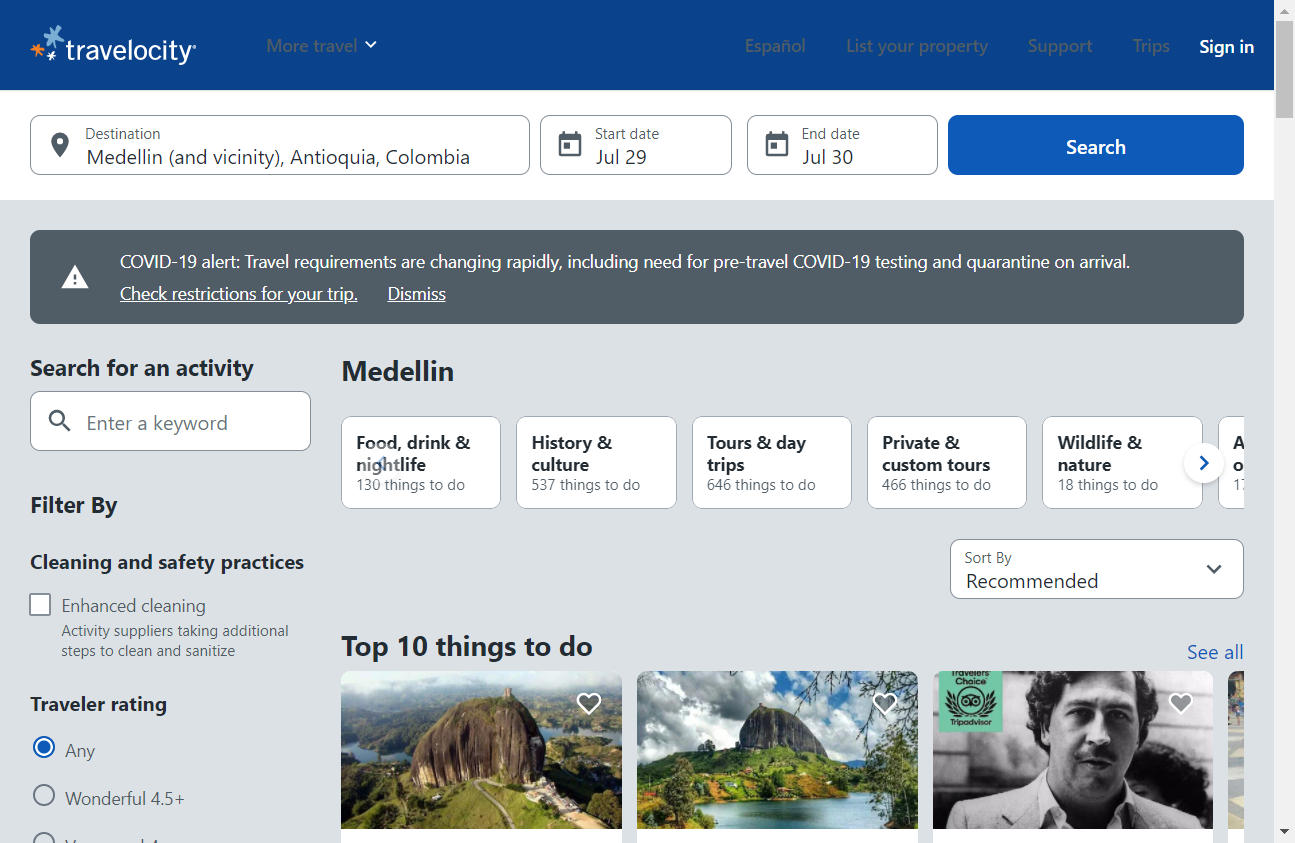 travelocity
More travel
Español
List your property
Support
Trips
Sign in
Destination
Medellin (and vicinity), Antioquia, Colombia
Start date
Jul 29
End date
Jul 30
Search
COVID-19 alert: Travel requirements are changing rapidly, including need for pre-travel COVID-19 testing and quarantine on arrival.
Check restrictions for your trip. Dismiss
Search for an activity
Enter a keyword
Filter By
Cleaning and safety practices
Enhanced cleaning
Activity suppliers taking additional
steps to clean and sanitize
Traveler rating
Any
Wonderful 4.5+
Medellin
Food, drink &
nightlife
130 things to do
History &
culture
537 things to do
Tours & day
trips
646 things to do
Private &
custom tours
466 things to do
Wildlife &
nature
18 things to do
Sort By
Recommended
Top 10 things to do
See all
Travelers'
Choice
Tripadvisor